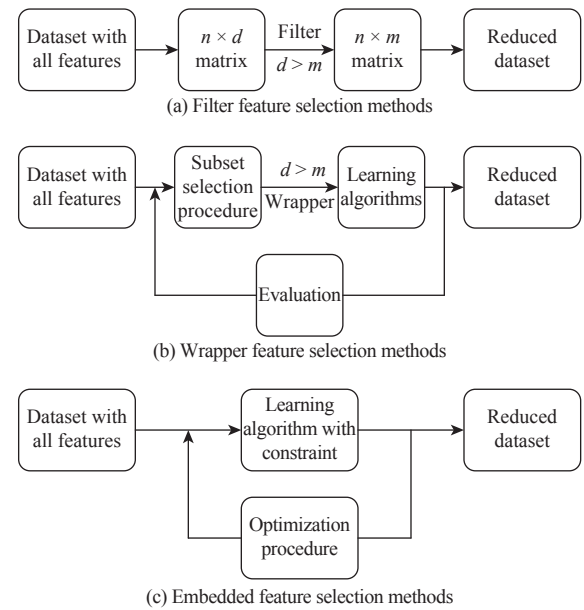 Dataset with
all features
n × d
matrix
Filter
d > m
n × m
matrix
Reduced
dataset
(a) Filter feature selection methods
Dataset with
all features
Subset
selection
procedure
d > m
Wrapper
Learning
algorithms
Reduced
dataset
Evaluation
(b) Wrapper feature selection methods
Dataset with
all features
Learning
algorithm with
constraint
Reduced
dataset
Optimization
procedure
(c) Embedded feature selection methods